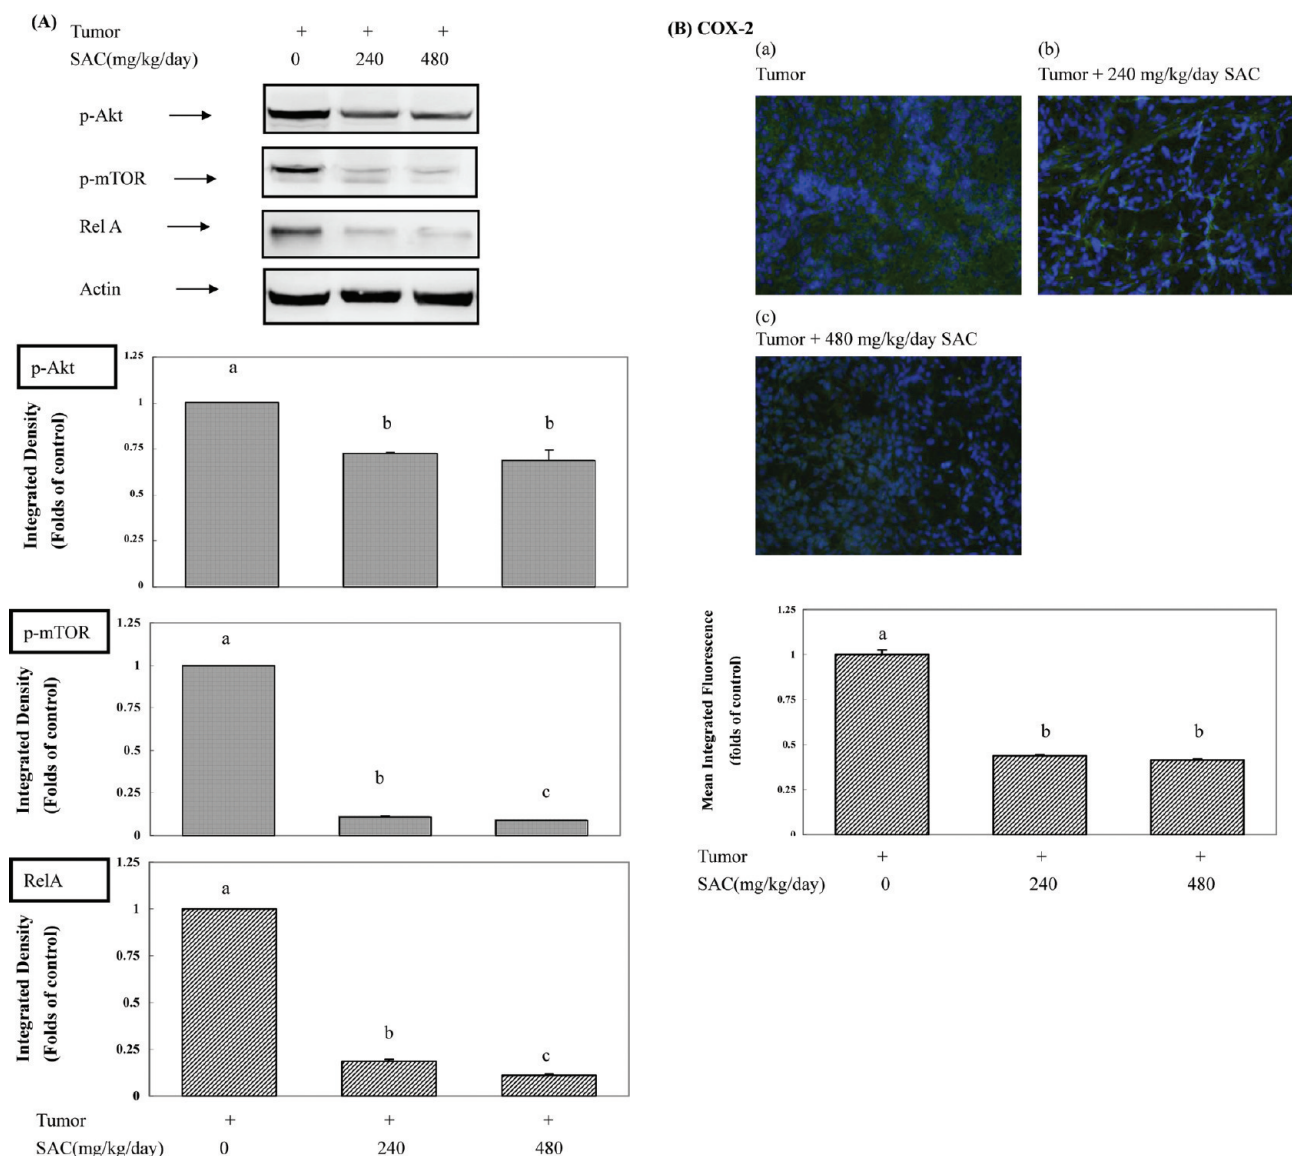 (A)
Tumor + + +
SAC(mg/kg/day) 0 240 480
p-Akt
p-mTOR
Rel A
Actin
p-Akt
Integrated Density
(Folds of control)
1.25
1
0.75
0.5
0.25
0
a
b
b
p-mTOR
Integrated Density
(Folds of control)
1.25
1
0.75
0.5
0.25
0
a
b
c
RelA
Integrated Density
(Folds of control)
1.25
1
0.75
0.5
0.25
0
a
b
c
Tumor + + +
SAC(mg/kg/day) 0 240 480
(B) COX-2
(a)
Tumor
(b)
Tumor + 240 mg/kg/day SAC
(c)
Tumor + 480 mg/kg/day SAC
Mean Integrated Fluorescence
(folds of control)
1.25
1
0.75
0.5
0.25
0
a
b
b
Tumor + + +
SAC(mg/kg/day) 0 240 480